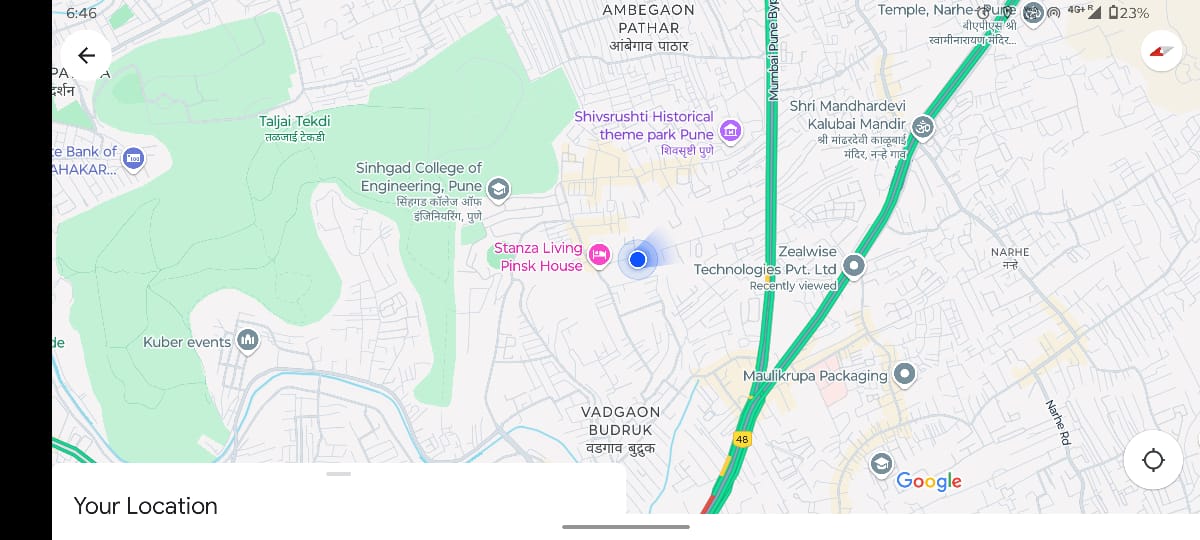 6:46
4G+ R
23%
AMBEGAON
PATHAR
आंबेगाव पाठार
Mumbai Pune Byp
Temple, Narhe-Pune
बीएपीएस श्री
स्वामीनारायण मंदिर...
दर्शन
Taljai Tekdi
तळजाई टेकडी
te Bank of
AHAKAR...
Shivsrushti Historical
theme park Pune
शिवसृष्टी पुणे
Shri Mandhardevi
Kalubai Mandir
श्री मांढरदेवी काळूबाई
मंदिर, नऱ्हे गाव
Sinhgad College of
Engineering, Pune
सिंहगड कॉलेज ऑफ
इंजिनियरिंग, पुणे
Stanza Living
Pinsk House
Zealwise
Technologies Pvt. Ltd
Recently viewed
NARHE
नऱ्हे
de
Kuber events
Maulikrupa Packaging
VADGAON
BUDRUK
वडगाव बुद्रुक
48
Narhe Rd
Google
Your Location